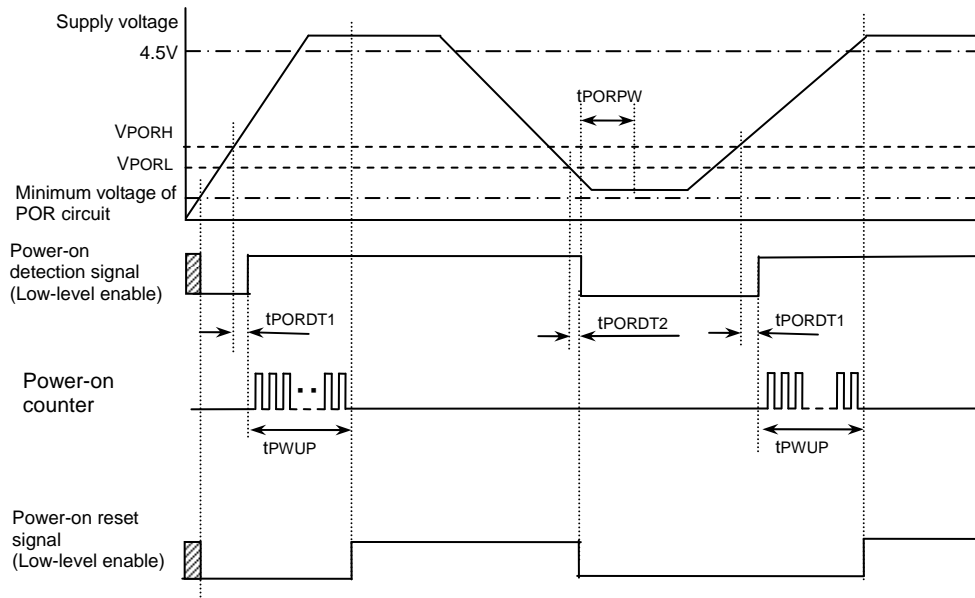 Supply voltage
4.5V
tPORPW
VPORH
VPORL
Minimum voltage of
POR circuit
Power-on
detection signal
(Low-level enable)
tPORDT1
tPORDT2
tPORDT1
Power-on
counter
tPWUP
tPWUP
Power-on reset
signal
(Low-level enable)